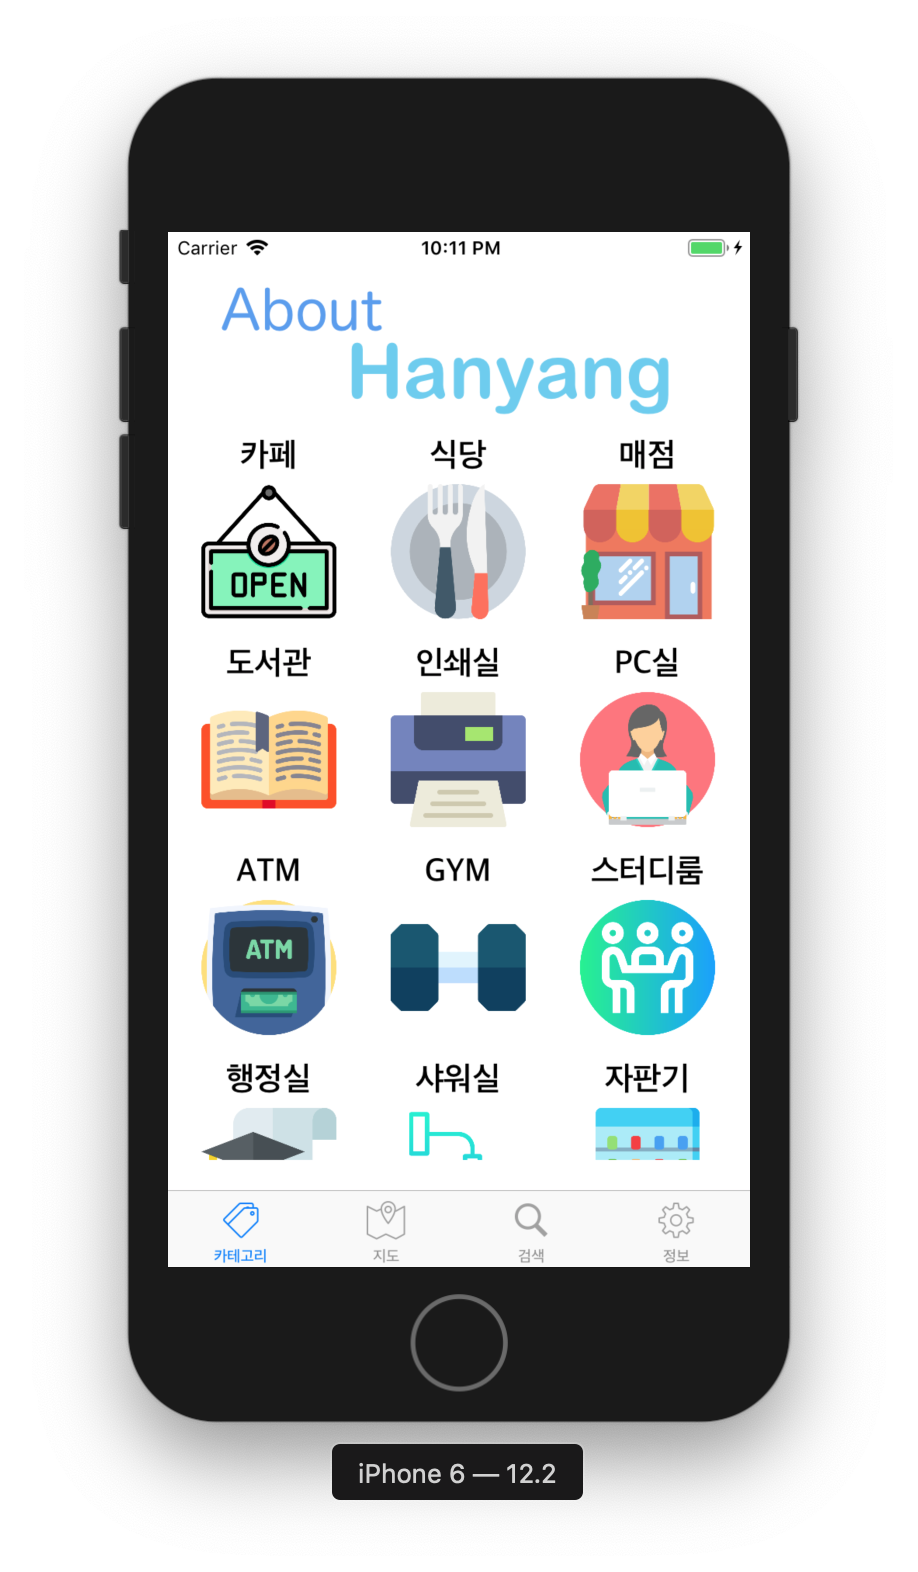 Carrier 10:11 PM
About
Hanyang
카페 식당 매점
OPEN
도서관 인쇄실 PC실
ATM GYM 스터디룸
ATM
행정실 샤워실 자판기
카테고리 지도 검색 정보
iPhone 6 — 12.2